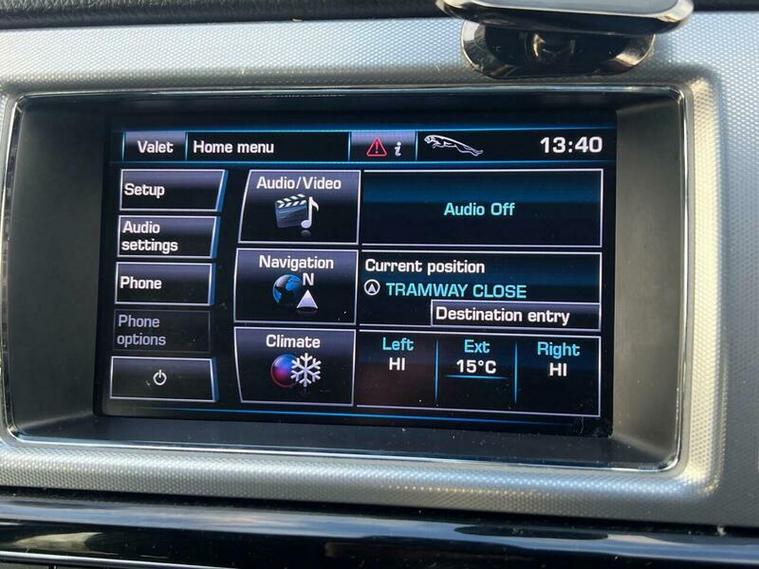 Valet
Home menu
i
13:40
Setup
Audio/Video
Audio Off
Audio
settings
Navigation
N
Current position
TRAMWAY CLOSE
Destination entry
Phone
Phone
options
Climate
Left
HI
Ext
15°C
Right
HI